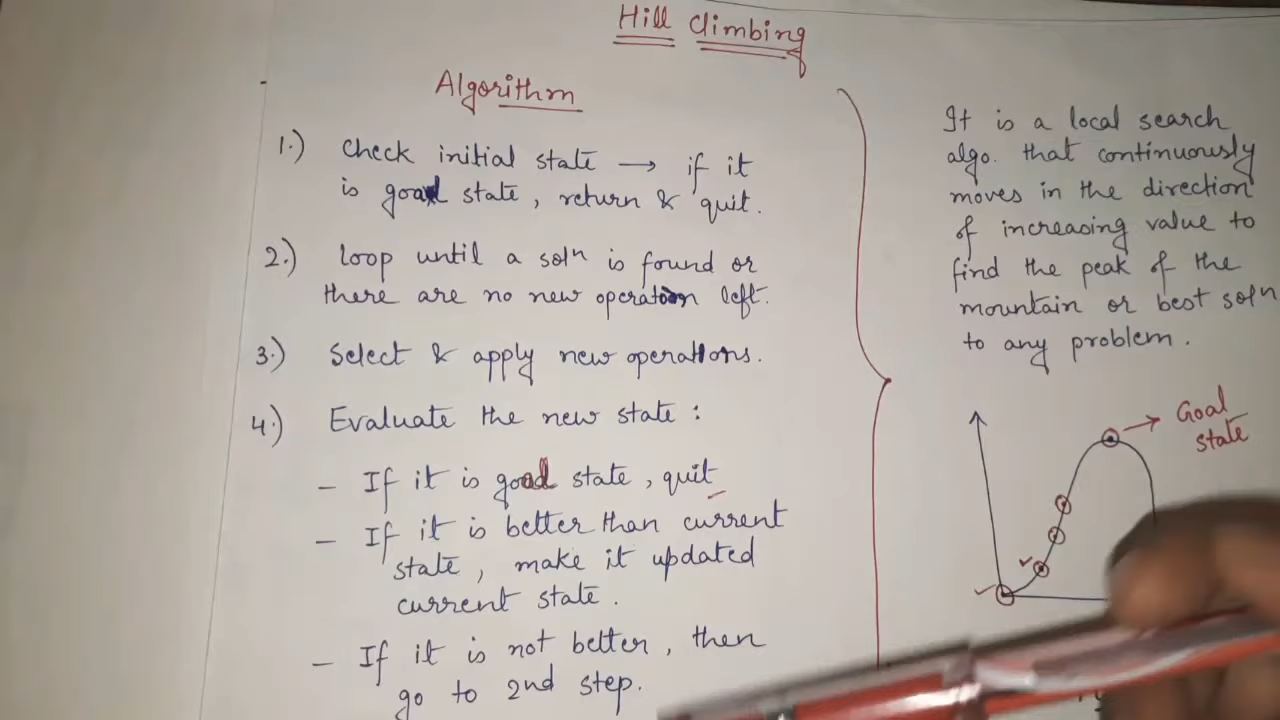 Hill Climbing
Algorithm
1.) Check initial state → if it
is goal state, return & quit.
2.) Loop until a solⁿ is found or
there are no new operation left.
3.) Select & apply new operations.
4.) Evaluate the new state :
- If it is goal state, quit
- If it is better than current
state, make it updated
current state.
- If it is not better, then
go to 2nd step.
It is a local search
algo. that continuously
moves in the direction
of increasing value to
find the peak of the
mountain or best solⁿ
to any problem.
Goal
state